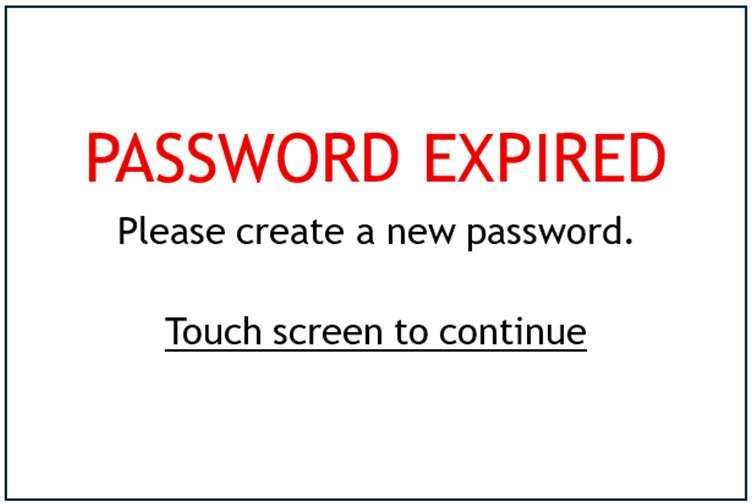 PASSWORD EXPIRED
Please create a new password.
Touch screen to continue